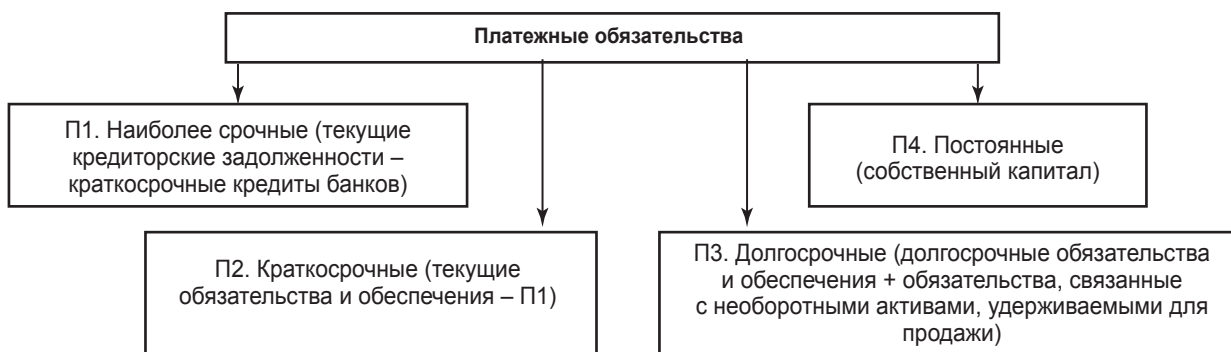 Платежные обязательства
П1. Наиболее срочные (текущие
кредиторские задолженности –
краткосрочные кредиты банков)
П4. Постоянные
(собственный капитал)
П2. Краткосрочные (текущие
обязательства и обеспечения – П1)
П3. Долгосрочные (долгосрочные обязательства
и обеспечения + обязательства, связанные
с необоротными активами, удерживаемыми для
продажи)